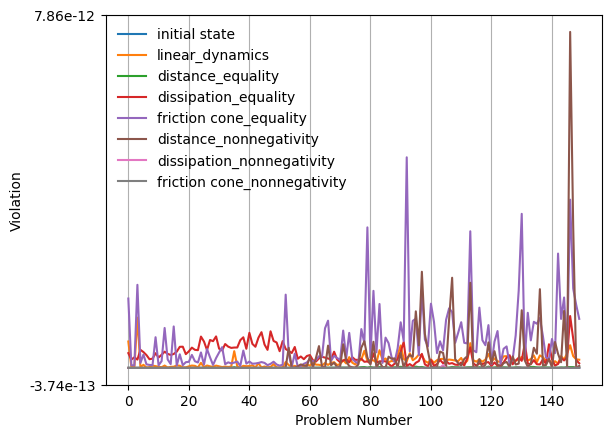 7.86e-12
initial state
linear_dynamics
distance_equality
dissipation_equality
friction cone_equality
distance_nonnegativity
dissipation_nonnegativity
friction cone_nonnegativity
Violation
-3.74e-13
0 20 40 60 80 100 120 140
Problem Number